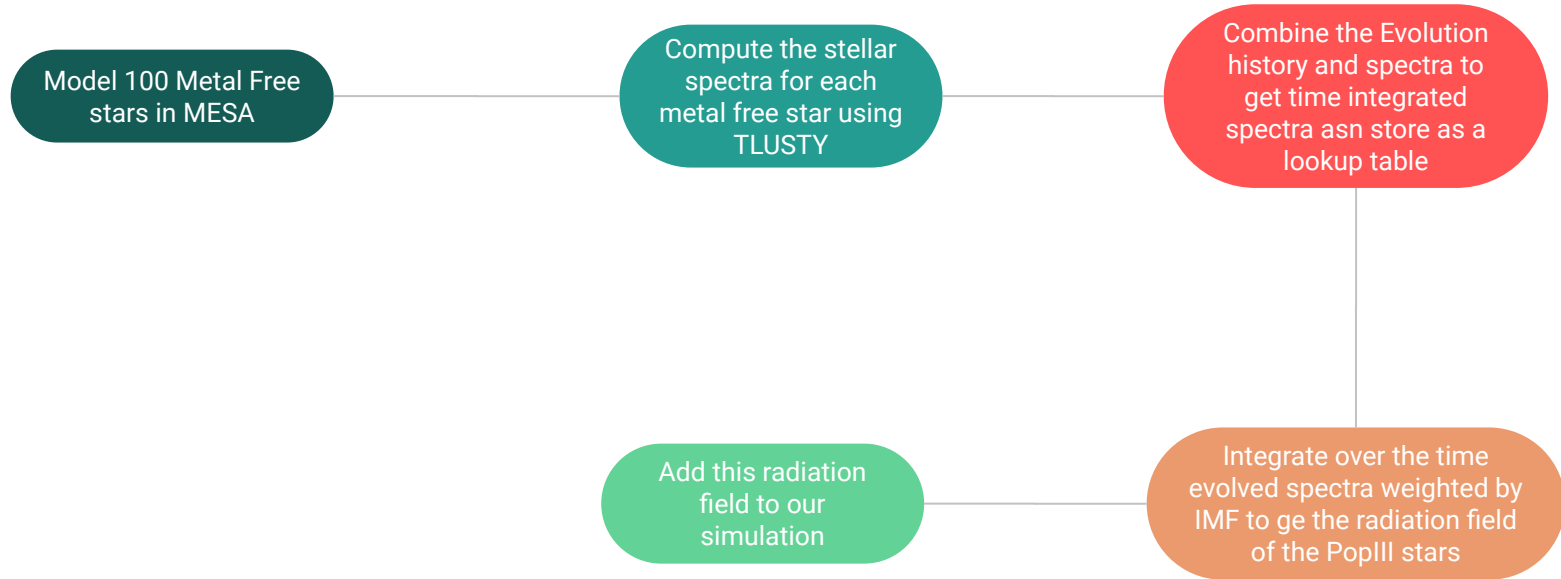 Model 100 Metal Free
stars in MESA
Compute the stellar
spectra for each
metal free star using
TLUSTY
Combine the Evolution
history and spectra to
get time integrated
spectra asn store as a
lookup table
Integrate over the time
evolved spectra weighted by
IMF to ge the radiation field
of the PopIII stars
Add this radiation
field to our
simulation